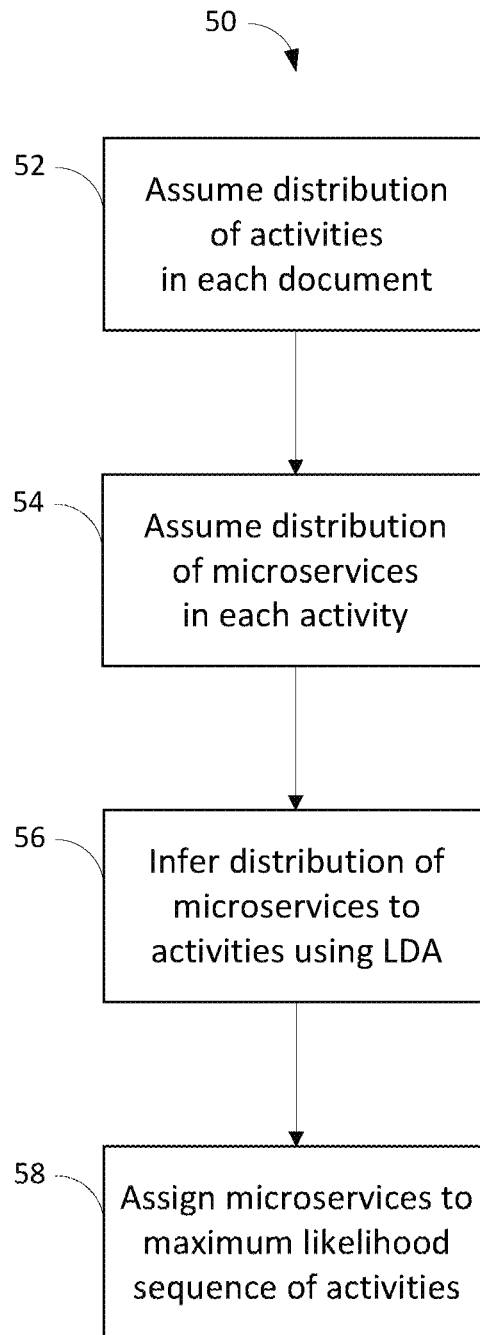 50
52
Assume distribution
of activities
in each document
54
Assume distribution
of microservices
in each activity
56
Infer distribution of
microservices to
activities using LDA
58
Assign microservices to
maximum likelihood
sequence of activities